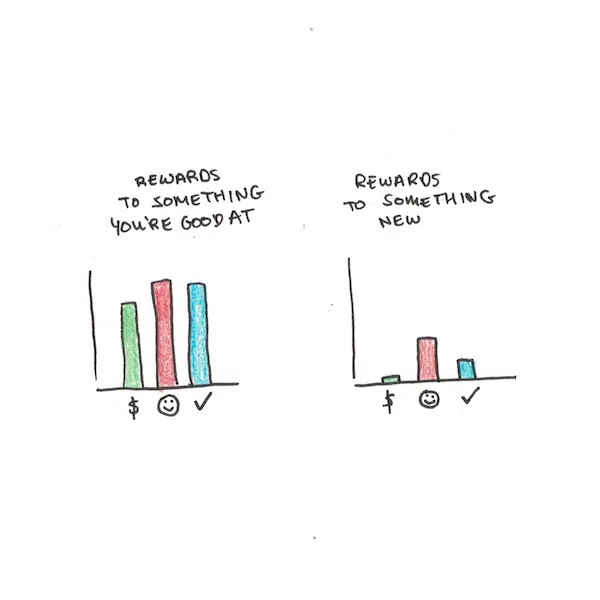 REWARDS
TO SOMETHING
YOU'RE GOOD AT
$ ☺ ✓
REWARDS
TO SOMETHING
NEW
$ ☺ ✓